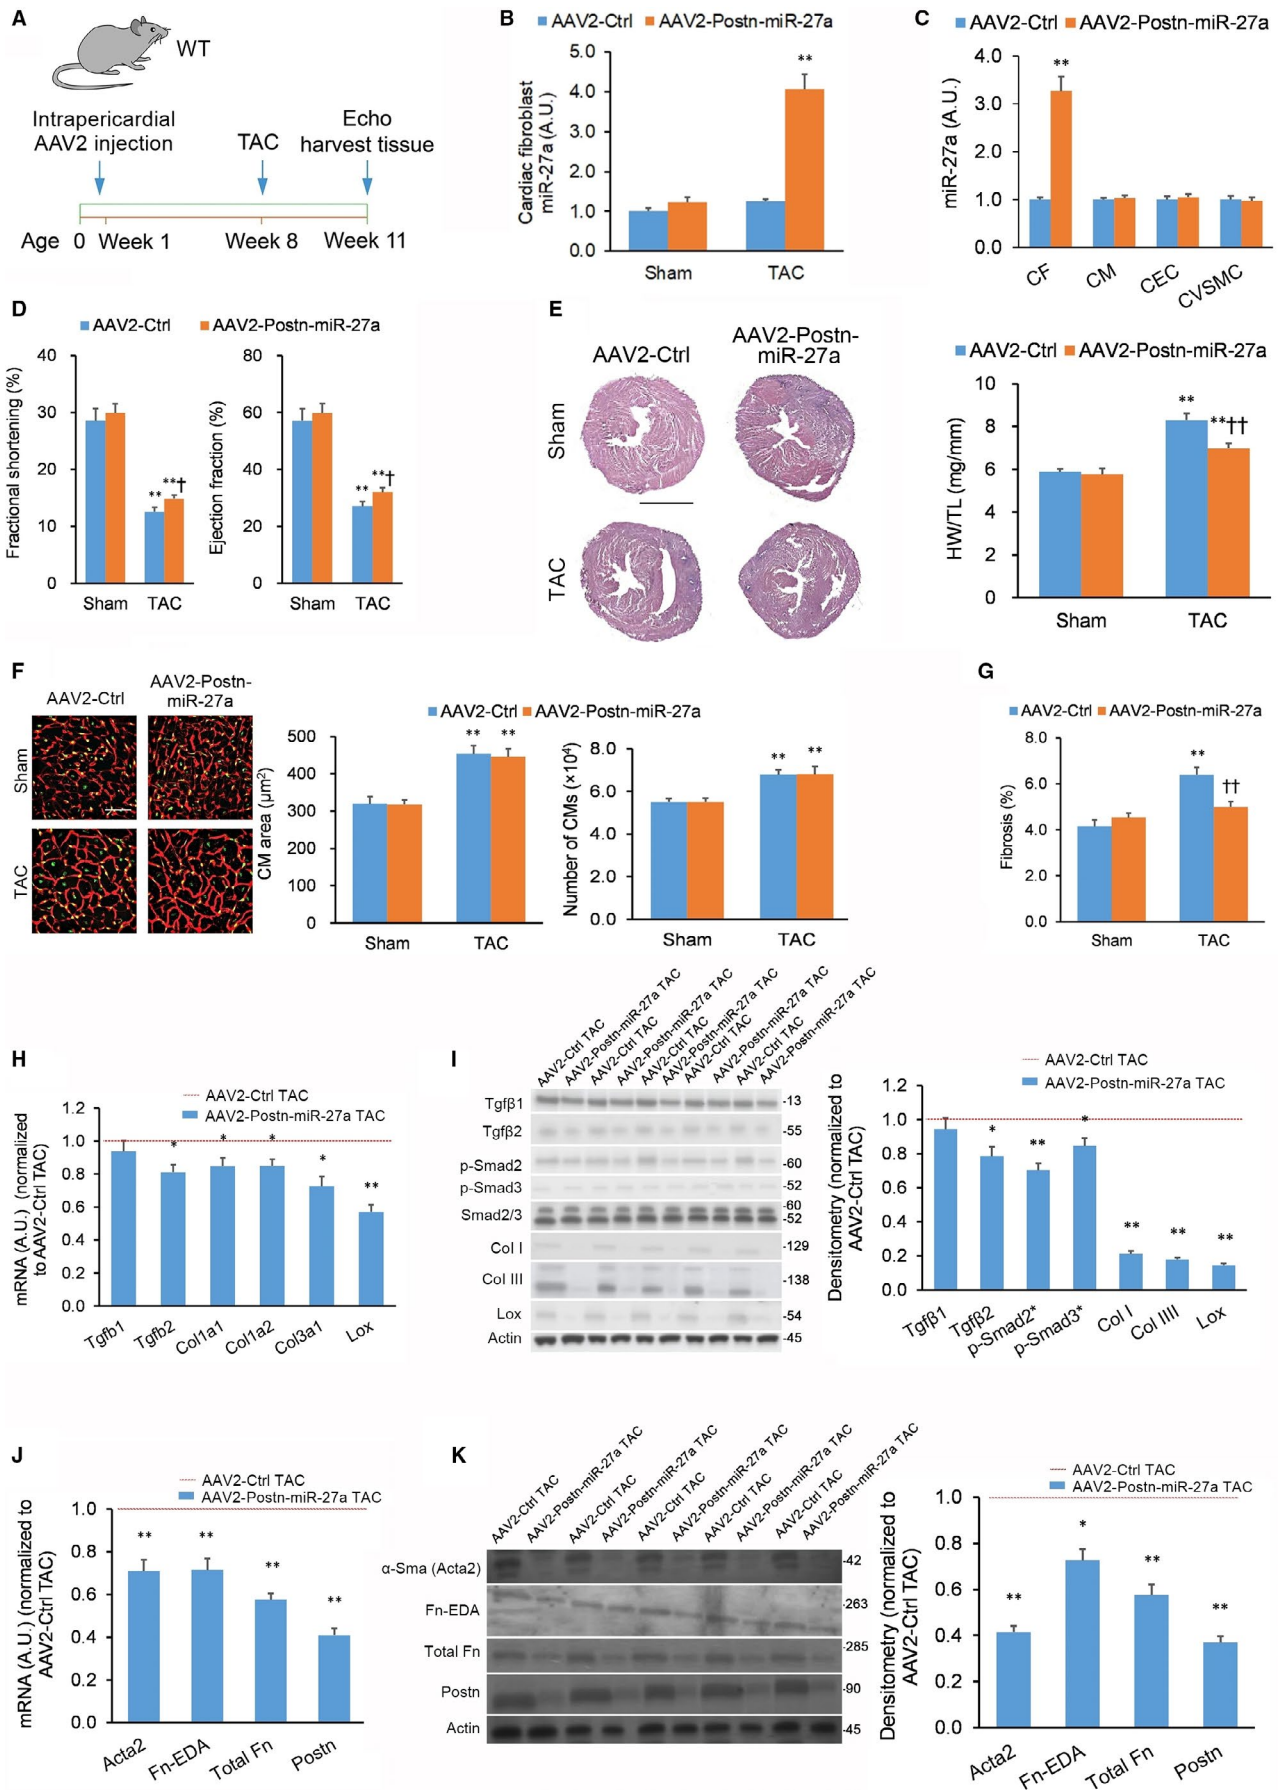 A
WT
Intrapericardial
AAV2 injection
TAC
Echo
harvest tissue
Age 0 Week 1 Week 8 Week 11
B
AAV2-Ctrl AAV2-Postn-miR-27a
Cardiac fibroblast
miR-27a (A.U.)
5.0
4.0
3.0
2.0
1.0
0.0
**
Sham TAC
C
AAV2-Ctrl AAV2-Postn-miR-27a
miR-27a (A.U.)
4.0
3.0
2.0
1.0
0.0
**
CF CM CEC CVSMC
D
AAV2-Ctrl AAV2-Postn-miR-27a
Fractional shortening (%)
40
30
20
10
0
** **†
Sham TAC
Ejection fraction (%)
80
60
40
20
0
** **†
Sham TAC
E
AAV2-Ctrl
AAV2-Postn-
miR-27a
Sham
TAC
AAV2-Ctrl AAV2-Postn-miR-27a
HW/TL (mg/mm)
10
8
6
4
2
0
** **††
Sham TAC
F
AAV2-Ctrl
AAV2-Postn-
miR-27a
Sham
TAC
AAV2-Ctrl AAV2-Postn-miR-27a
CM area (µm²)
500
400
300
200
100
0
** **
Sham TAC
Number of CMs (×10⁴)
8.0
6.0
4.0
2.0
0.0
** **
Sham TAC
G
AAV2-Ctrl AAV2-Postn-miR-27a
Fibrosis (%)
8.0
6.0
4.0
2.0
0.0
** ††
Sham TAC
H
AAV2-Ctrl TAC
AAV2-Postn-miR-27a TAC
mRNA (A.U.) (normalized
to AAV2-Ctrl TAC)
1.2
1.0
0.8
0.6
0.4
0.2
0.0
* * * * **
Tgfb1 Tgfb2 Col1a1 Col1a2 Col3a1 Lox
I
AAV2-Ctrl TAC
AAV2-Postn-miR-27a TAC
AAV2-Ctrl TAC
AAV2-Postn-miR-27a TAC
AAV2-Ctrl TAC
AAV2-Postn-miR-27a TAC
AAV2-Ctrl TAC
AAV2-Postn-miR-27a TAC
AAV2-Ctrl TAC
AAV2-Postn-miR-27a TAC
Tgfβ1 -13
Tgfβ2 -55
p-Smad2 -60
p-Smad3 -52
Smad2/3 -60
-52
Col I -129
Col III -138
Lox -54
Actin -45
AAV2-Ctrl TAC
AAV2-Postn-miR-27a TAC
Densitometry (normalized to
AAV2-Ctrl TAC)
1.2
1.0
0.8
0.6
0.4
0.2
0.0
* ** * ** ** **
Tgfβ1 Tgfβ2 p-Smad2* p-Smad3* Col I Col IIII Lox
J
AAV2-Ctrl TAC
AAV2-Postn-miR-27a TAC
mRNA (A.U.) (normalized to
AAV2-Ctrl TAC)
1.0
0.8
0.6
0.4
0.2
0.0
** ** ** **
Acta2 Fn-EDA Total Fn Postn
K
AAV2-Ctrl TAC
AAV2-Postn-miR-27a TAC
AAV2-Ctrl TAC
AAV2-Postn-miR-27a TAC
AAV2-Ctrl TAC
AAV2-Postn-miR-27a TAC
AAV2-Ctrl TAC
AAV2-Postn-miR-27a TAC
AAV2-Ctrl TAC
AAV2-Postn-miR-27a TAC
α-Sma (Acta2) -42
Fn-EDA -263
Total Fn -285
Postn -90
Actin -45
AAV2-Ctrl TAC
AAV2-Postn-miR-27a TAC
Densitometry (normalized to
AAV2-Ctrl TAC)
1.0
0.8
0.6
0.4
0.2
0.0
** * ** **
Acta2 Fn-EDA Total Fn Postn